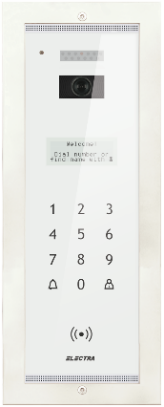 Welcome!
Dial number or
find name with &
1 2 3
4 5 6
7 8 9
0
ELECTRA